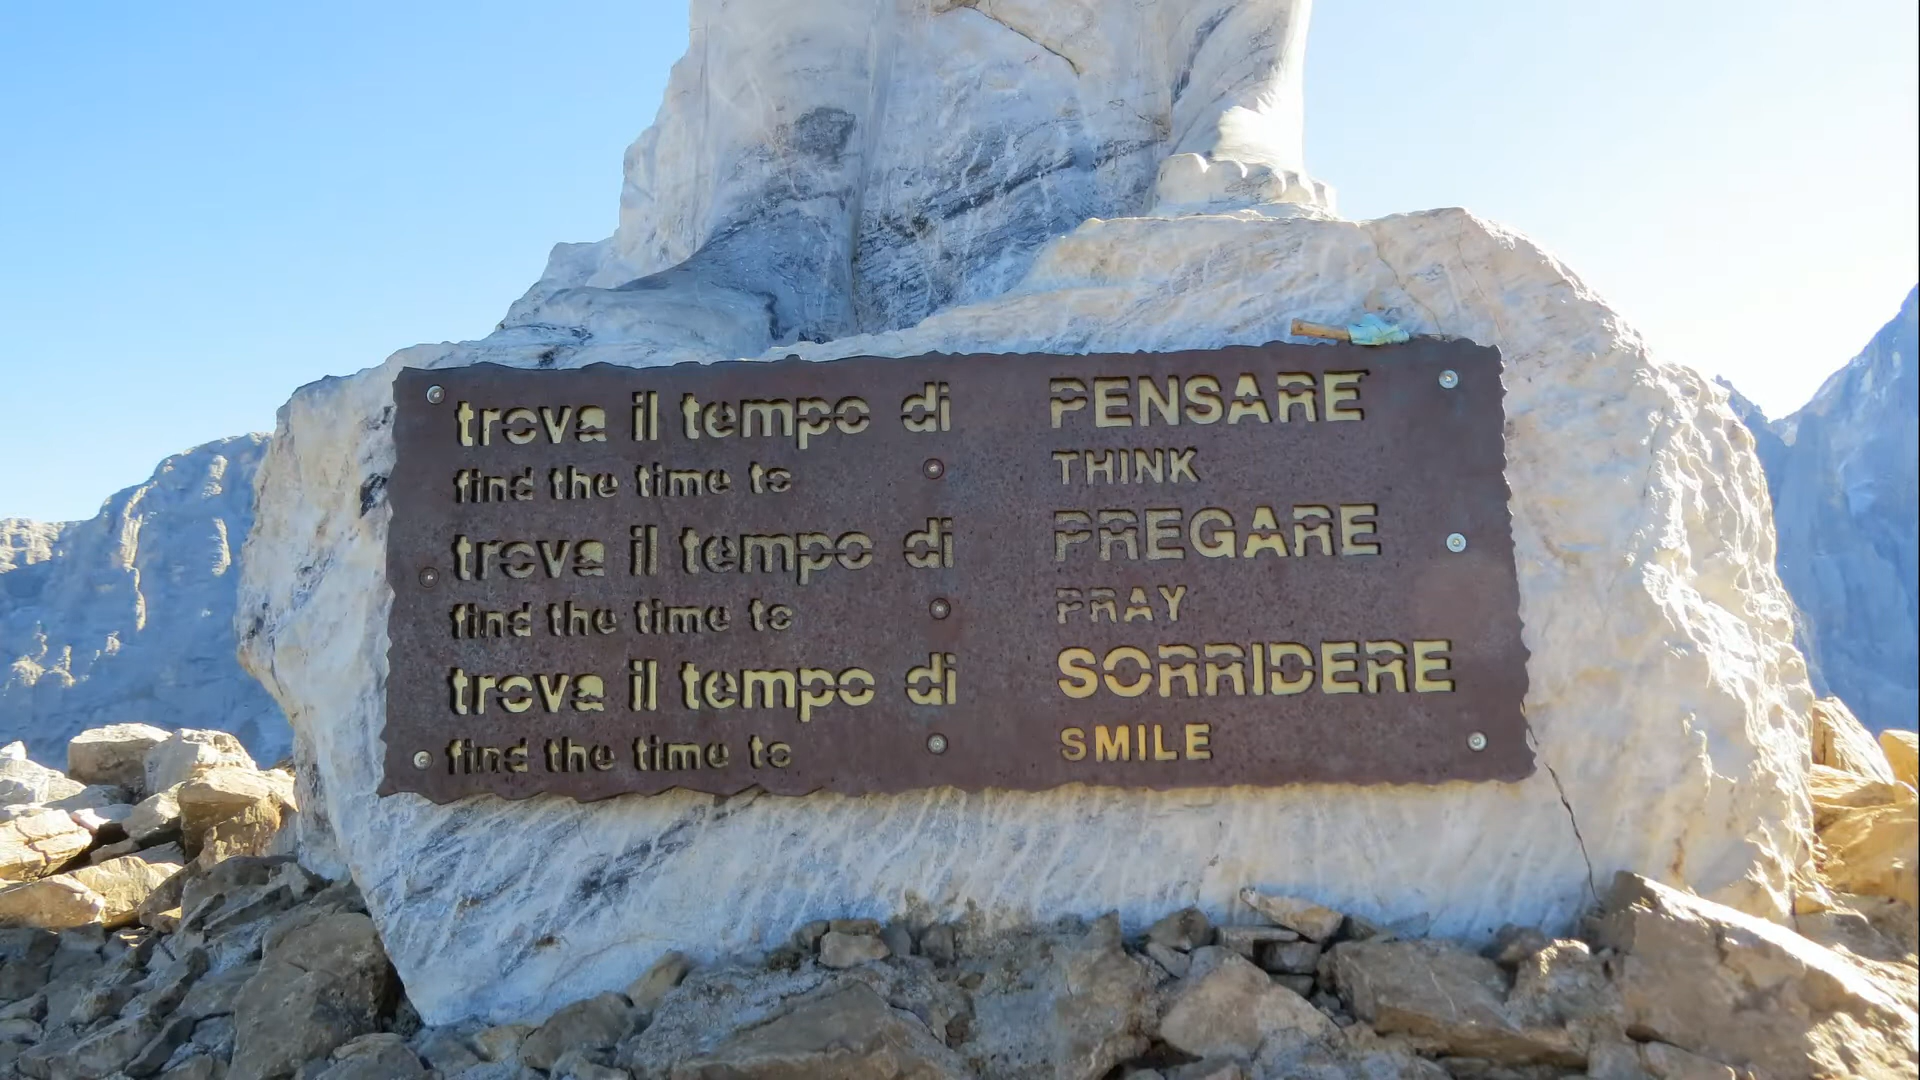 trova il tempo di PENSARE
find the time to THINK
trova il tempo di PREGARE
find the time to PRAY
trova il tempo di SORRIDERE
find the time to SMILE